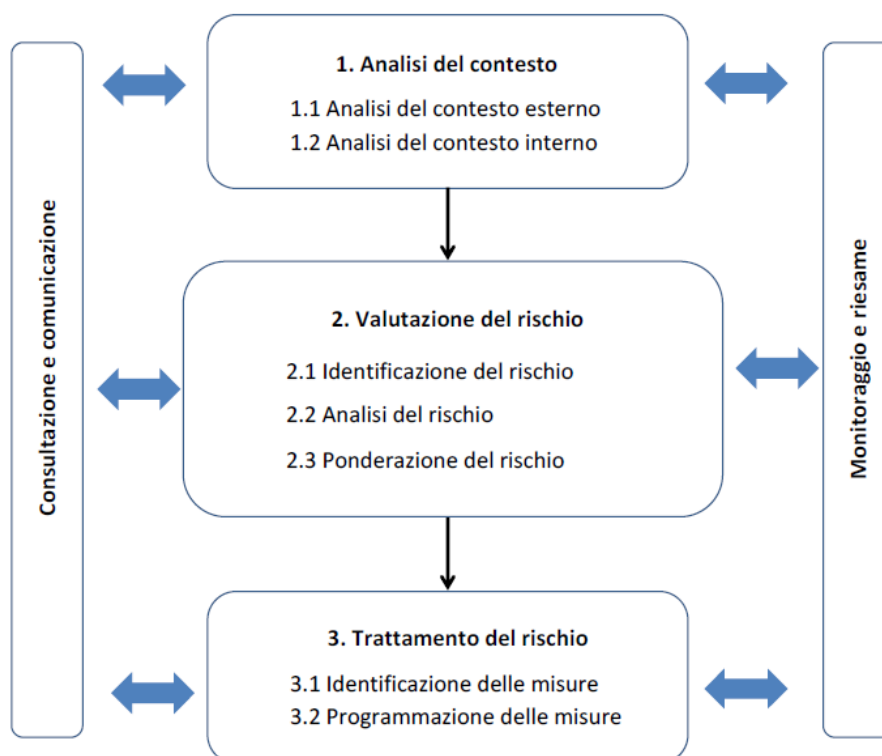 Consultazione e comunicazione
1. Analisi del contesto
1.1 Analisi del contesto esterno
1.2 Analisi del contesto interno
2. Valutazione del rischio
2.1 Identificazione del rischio
2.2 Analisi del rischio
2.3 Ponderazione del rischio
3. Trattamento del rischio
3.1 Identificazione delle misure
3.2 Programmazione delle misure
Monitoraggio e riesame